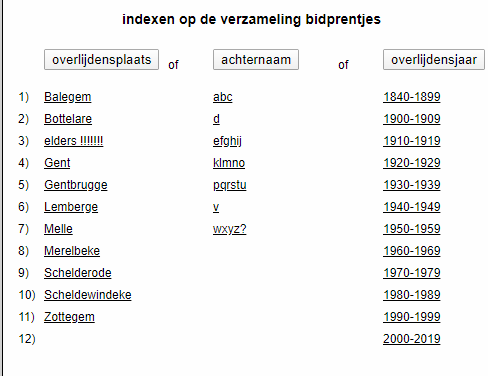 indexen op de verzameling bidprentjes
overlijdensplaats of achternaam of overlijdensjaar
1) Balegem abc 1840-1899
2) Bottelare d 1900-1909
3) elders !!!!!!! efghij 1910-1919
4) Gent klmno 1920-1929
5) Gentbrugge pqrstu 1930-1939
6) Lemberge v 1940-1949
7) Melle wxyz? 1950-1959
8) Merelbeke 1960-1969
9) Schelderode 1970-1979
10) Scheldewindeke 1980-1989
11) Zottegem 1990-1999
12) 2000-2019